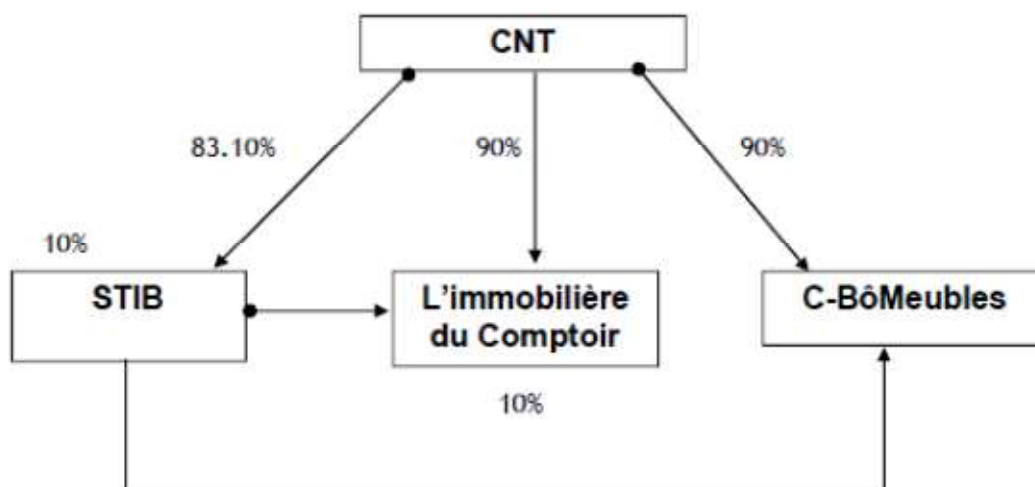 CNT
83.10%
90%
90%
10%
STIB
L'immobilière
du Comptoir
C-BôMeubles
10%